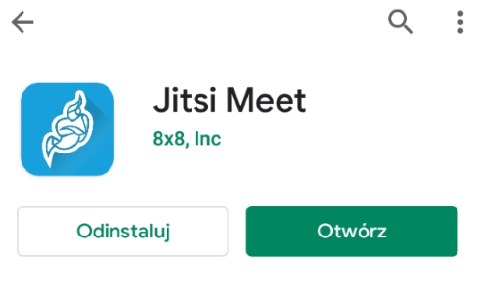 Jitsi Meet
8x8, Inc
Odinstaluj
Otwórz